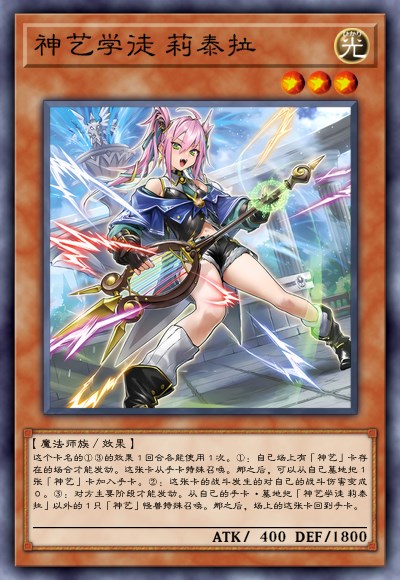 神艺学徒 莉泰拉
光
【魔法师族/效果】
这个卡名的①③的效果1回合各能使用1次。①：自己场上有「神艺」卡存
在的场合才能发动。这张卡从手卡特殊召唤。那之后，可以从自己墓地把1
张「神艺」卡加入手卡。②：这张卡的战斗发生的对自己的战斗伤害变成
0。③：对方主要阶段才能发动。从自己的手卡·墓地把「神艺学徒 莉泰
拉」以外的1只「神艺」怪兽特殊召唤。那之后，场上的这张卡回到手卡。
ATK/ 400 DEF/1800